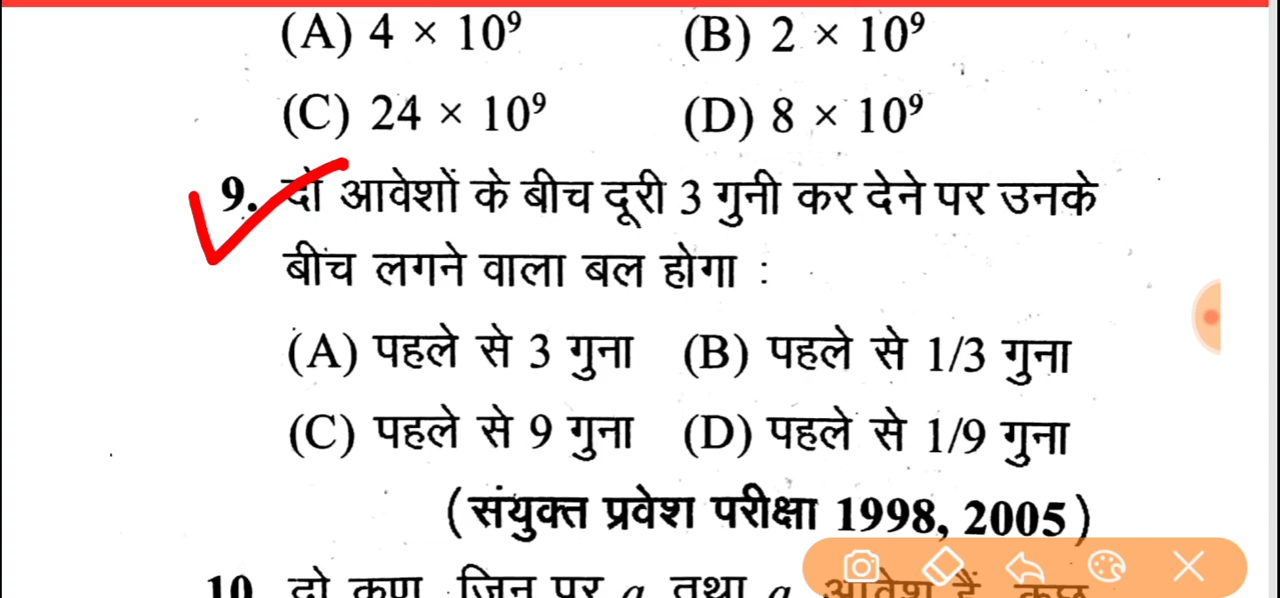 (A) 4 × 10⁹ (B) 2 × 10⁹
(C) 24 × 10⁹ (D) 8 × 10⁹
9. दो आवेशों के बीच दूरी 3 गुनी कर देने पर उनके
बीच लगने वाला बल होगा :
(A) पहले से 3 गुना (B) पहले से 1/3 गुना
(C) पहले से 9 गुना (D) पहले से 1/9 गुना
(संयुक्त प्रवेश परीक्षा 1998, 2005)
10 दो कण जिन पर q तथा q आवेश हैं कुछ